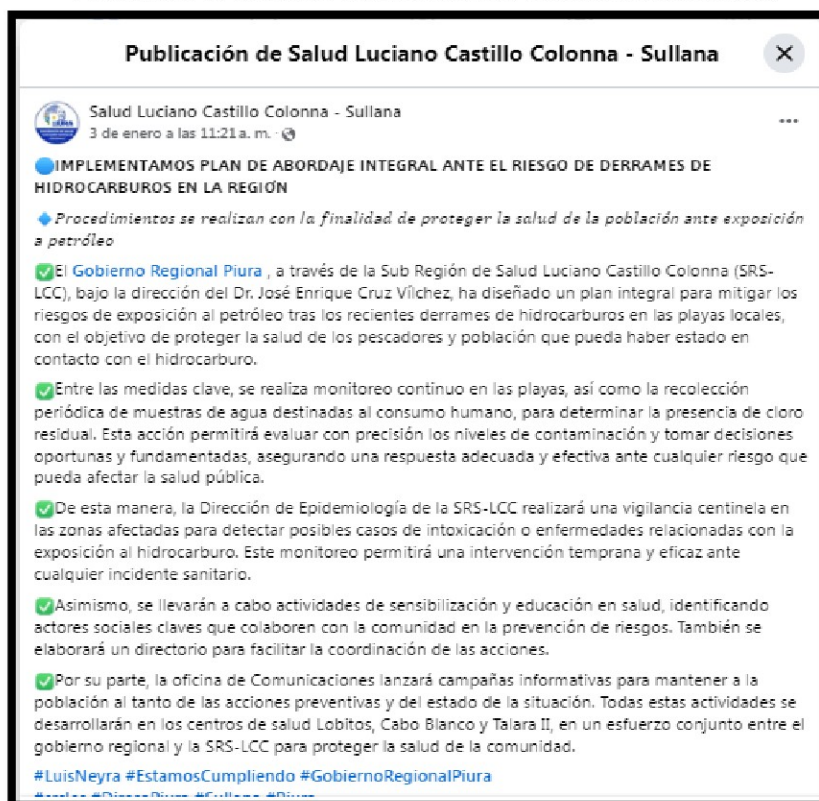 Publicación de Salud Luciano Castillo Colonna - Sullana
Salud Luciano Castillo Colonna - Sullana
3 de enero a las 11:21 a. m. ·
IMPLEMENTAMOS PLAN DE ABORDAJE INTEGRAL ANTE EL RIESGO DE DERRAMES DE
HIDROCARBUROS EN LA REGIÓN
Procedimientos se realizan con la finalidad de proteger la salud de la población ante exposición
a petróleo
El Gobierno Regional Piura , a través de la Sub Región de Salud Luciano Castillo Colonna (SRS-
LCC), bajo la dirección del Dr. José Enrique Cruz Vílchez, ha diseñado un plan integral para mitigar los
riesgos de exposición al petróleo tras los recientes derrames de hidrocarburos en las playas locales,
con el objetivo de proteger la salud de los pescadores y población que pueda haber estado en
contacto con el hidrocarburo.
Entre las medidas clave, se realiza monitoreo continuo en las playas, así como la recolección
periódica de muestras de agua destinadas al consumo humano, para determinar la presencia de cloro
residual. Esta acción permitirá evaluar con precisión los niveles de contaminación y tomar decisiones
oportunas y fundamentadas, asegurando una respuesta adecuada y efectiva ante cualquier riesgo que
pueda afectar la salud pública.
De esta manera, la Dirección de Epidemiología de la SRS-LCC realizará una vigilancia centinela en
las zonas afectadas para detectar posibles casos de intoxicación o enfermedades relacionadas con la
exposición al hidrocarburo. Este monitoreo permitirá una intervención temprana y eficaz ante
cualquier incidente sanitario.
Asimismo, se llevarán a cabo actividades de sensibilización y educación en salud, identificando
actores sociales claves que colaboren con la comunidad en la prevención de riesgos. También se
elaborará un directorio para facilitar la coordinación de las acciones.
Por su parte, la oficina de Comunicaciones lanzará campañas informativas para mantener a la
población al tanto de las acciones preventivas y del estado de la situación. Todas estas actividades se
desarrollarán en los centros de salud Lobitos, Cabo Blanco y Talara II, en un esfuerzo conjunto entre el
gobierno regional y la SRS-LCC para proteger la salud de la comunidad.
#LuisNeyra #EstamosCumpliendo #GobiernoRegionalPiura